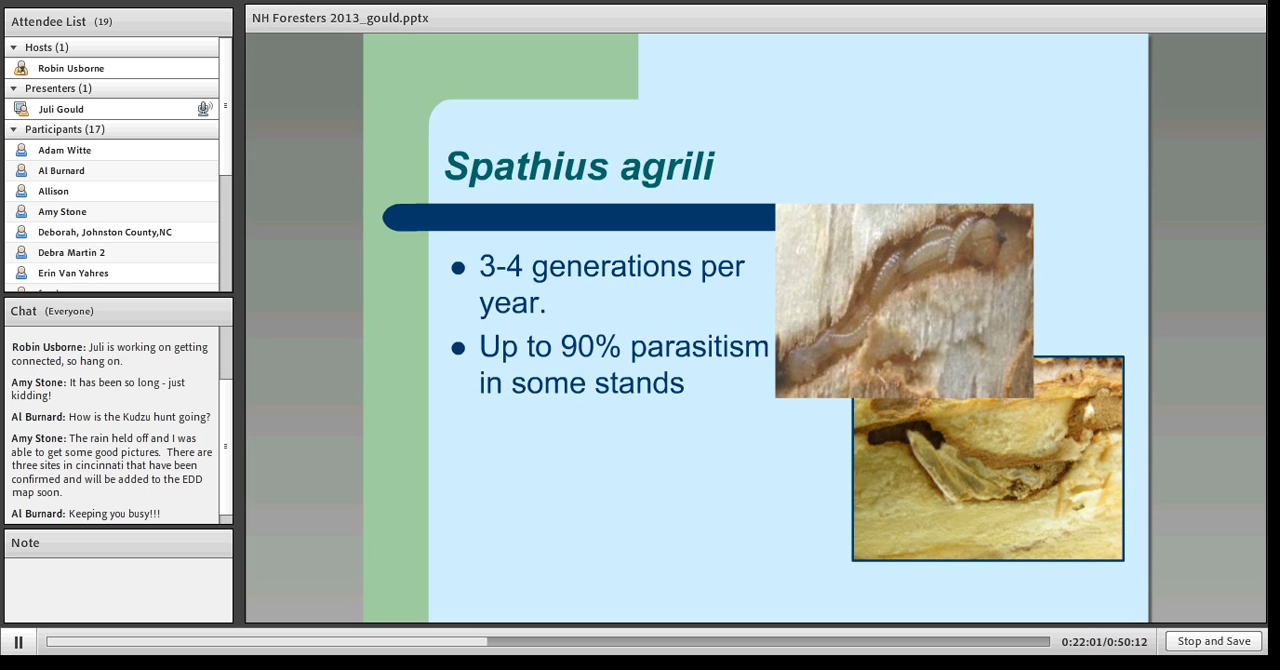 Attendee List (19)
Hosts (1)
Robin Usborne
Presenters (1)
Juli Gould
Participants (17)
Adam Witte
Al Burnard
Allison
Amy Stone
Deborah, Johnston County,NC
Debra Martin 2
Erin Van Yahres
Chat (Everyone)
Robin Usborne: Juli is working on getting
connected, so hang on.
Amy Stone: It has been so long - just
kidding!
Al Burnard: How is the Kudzu hunt going?
Amy Stone: The rain held off and I was
able to get some good pictures. There are
three sites in cincinnati that have been
confirmed and will be added to the EDD
map soon.
Al Burnard: Keeping you busy!!!
Note
NH Foresters 2013_gould.pptx
Spathius agrili
● 3-4 generations per
year.
● Up to 90% parasitism
in some stands
0:22:01/0:50:12
Stop and Save